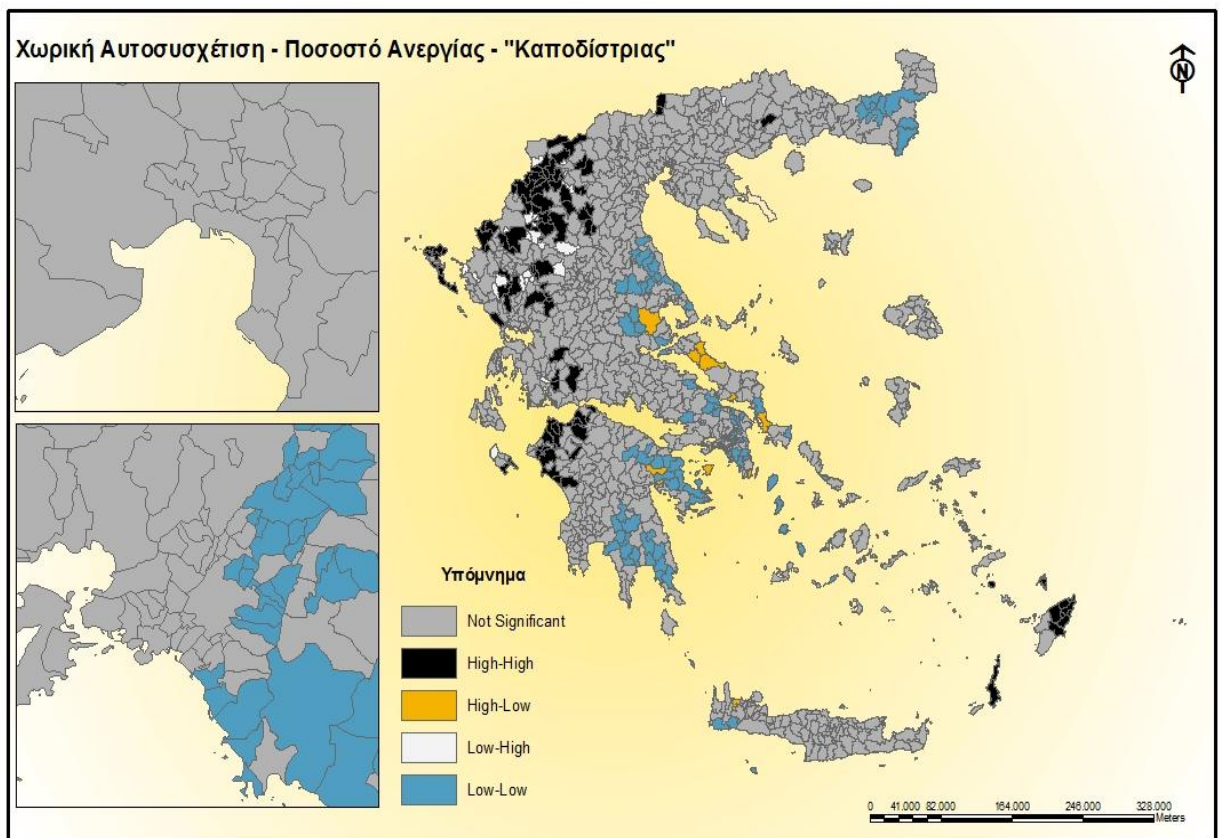 Χωρική Αυτοσυσχέτιση - Ποσοστό Ανεργίας - "Καποδίστριας"
N
Υπόμνημα
Not Significant
High-High
High-Low
Low-High
Low-Low
0 41.000 82.000 164.000 246.000 328.000
Meters